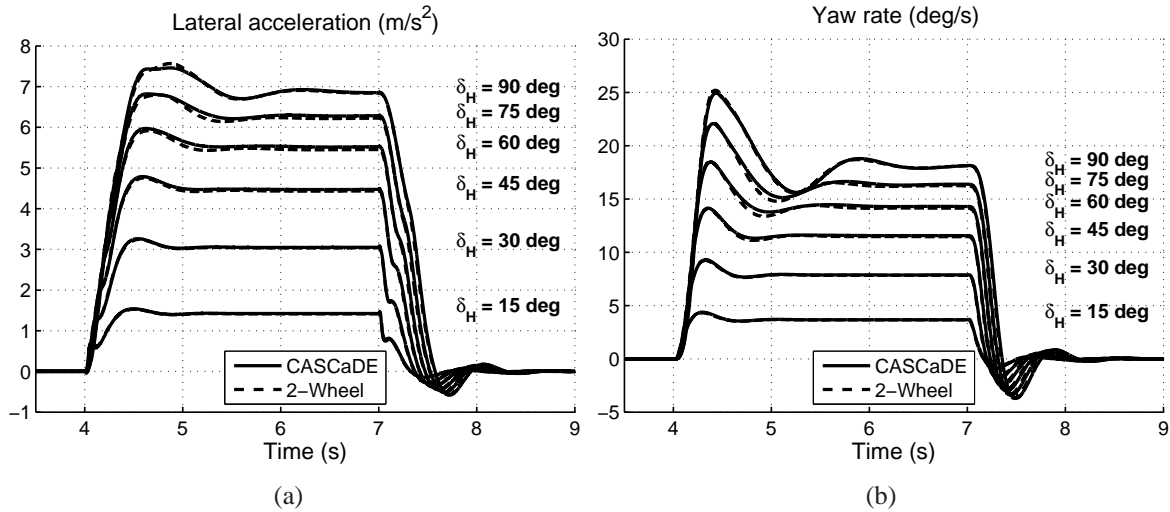 Lateral acceleration (m/s²)
8
7
6
5
4
3
2
1
0
−1
δH = 90 deg
δH = 75 deg
δH = 60 deg
δH = 45 deg
δH = 30 deg
δH = 15 deg
CASCaDE
2−Wheel
4 5 6 7 8 9
Time (s)
(a)
Yaw rate (deg/s)
30
25
20
15
10
5
0
−5
δH = 90 deg
δH = 75 deg
δH = 60 deg
δH = 45 deg
δH = 30 deg
δH = 15 deg
CASCaDE
2−Wheel
4 5 6 7 8 9
Time (s)
(b)